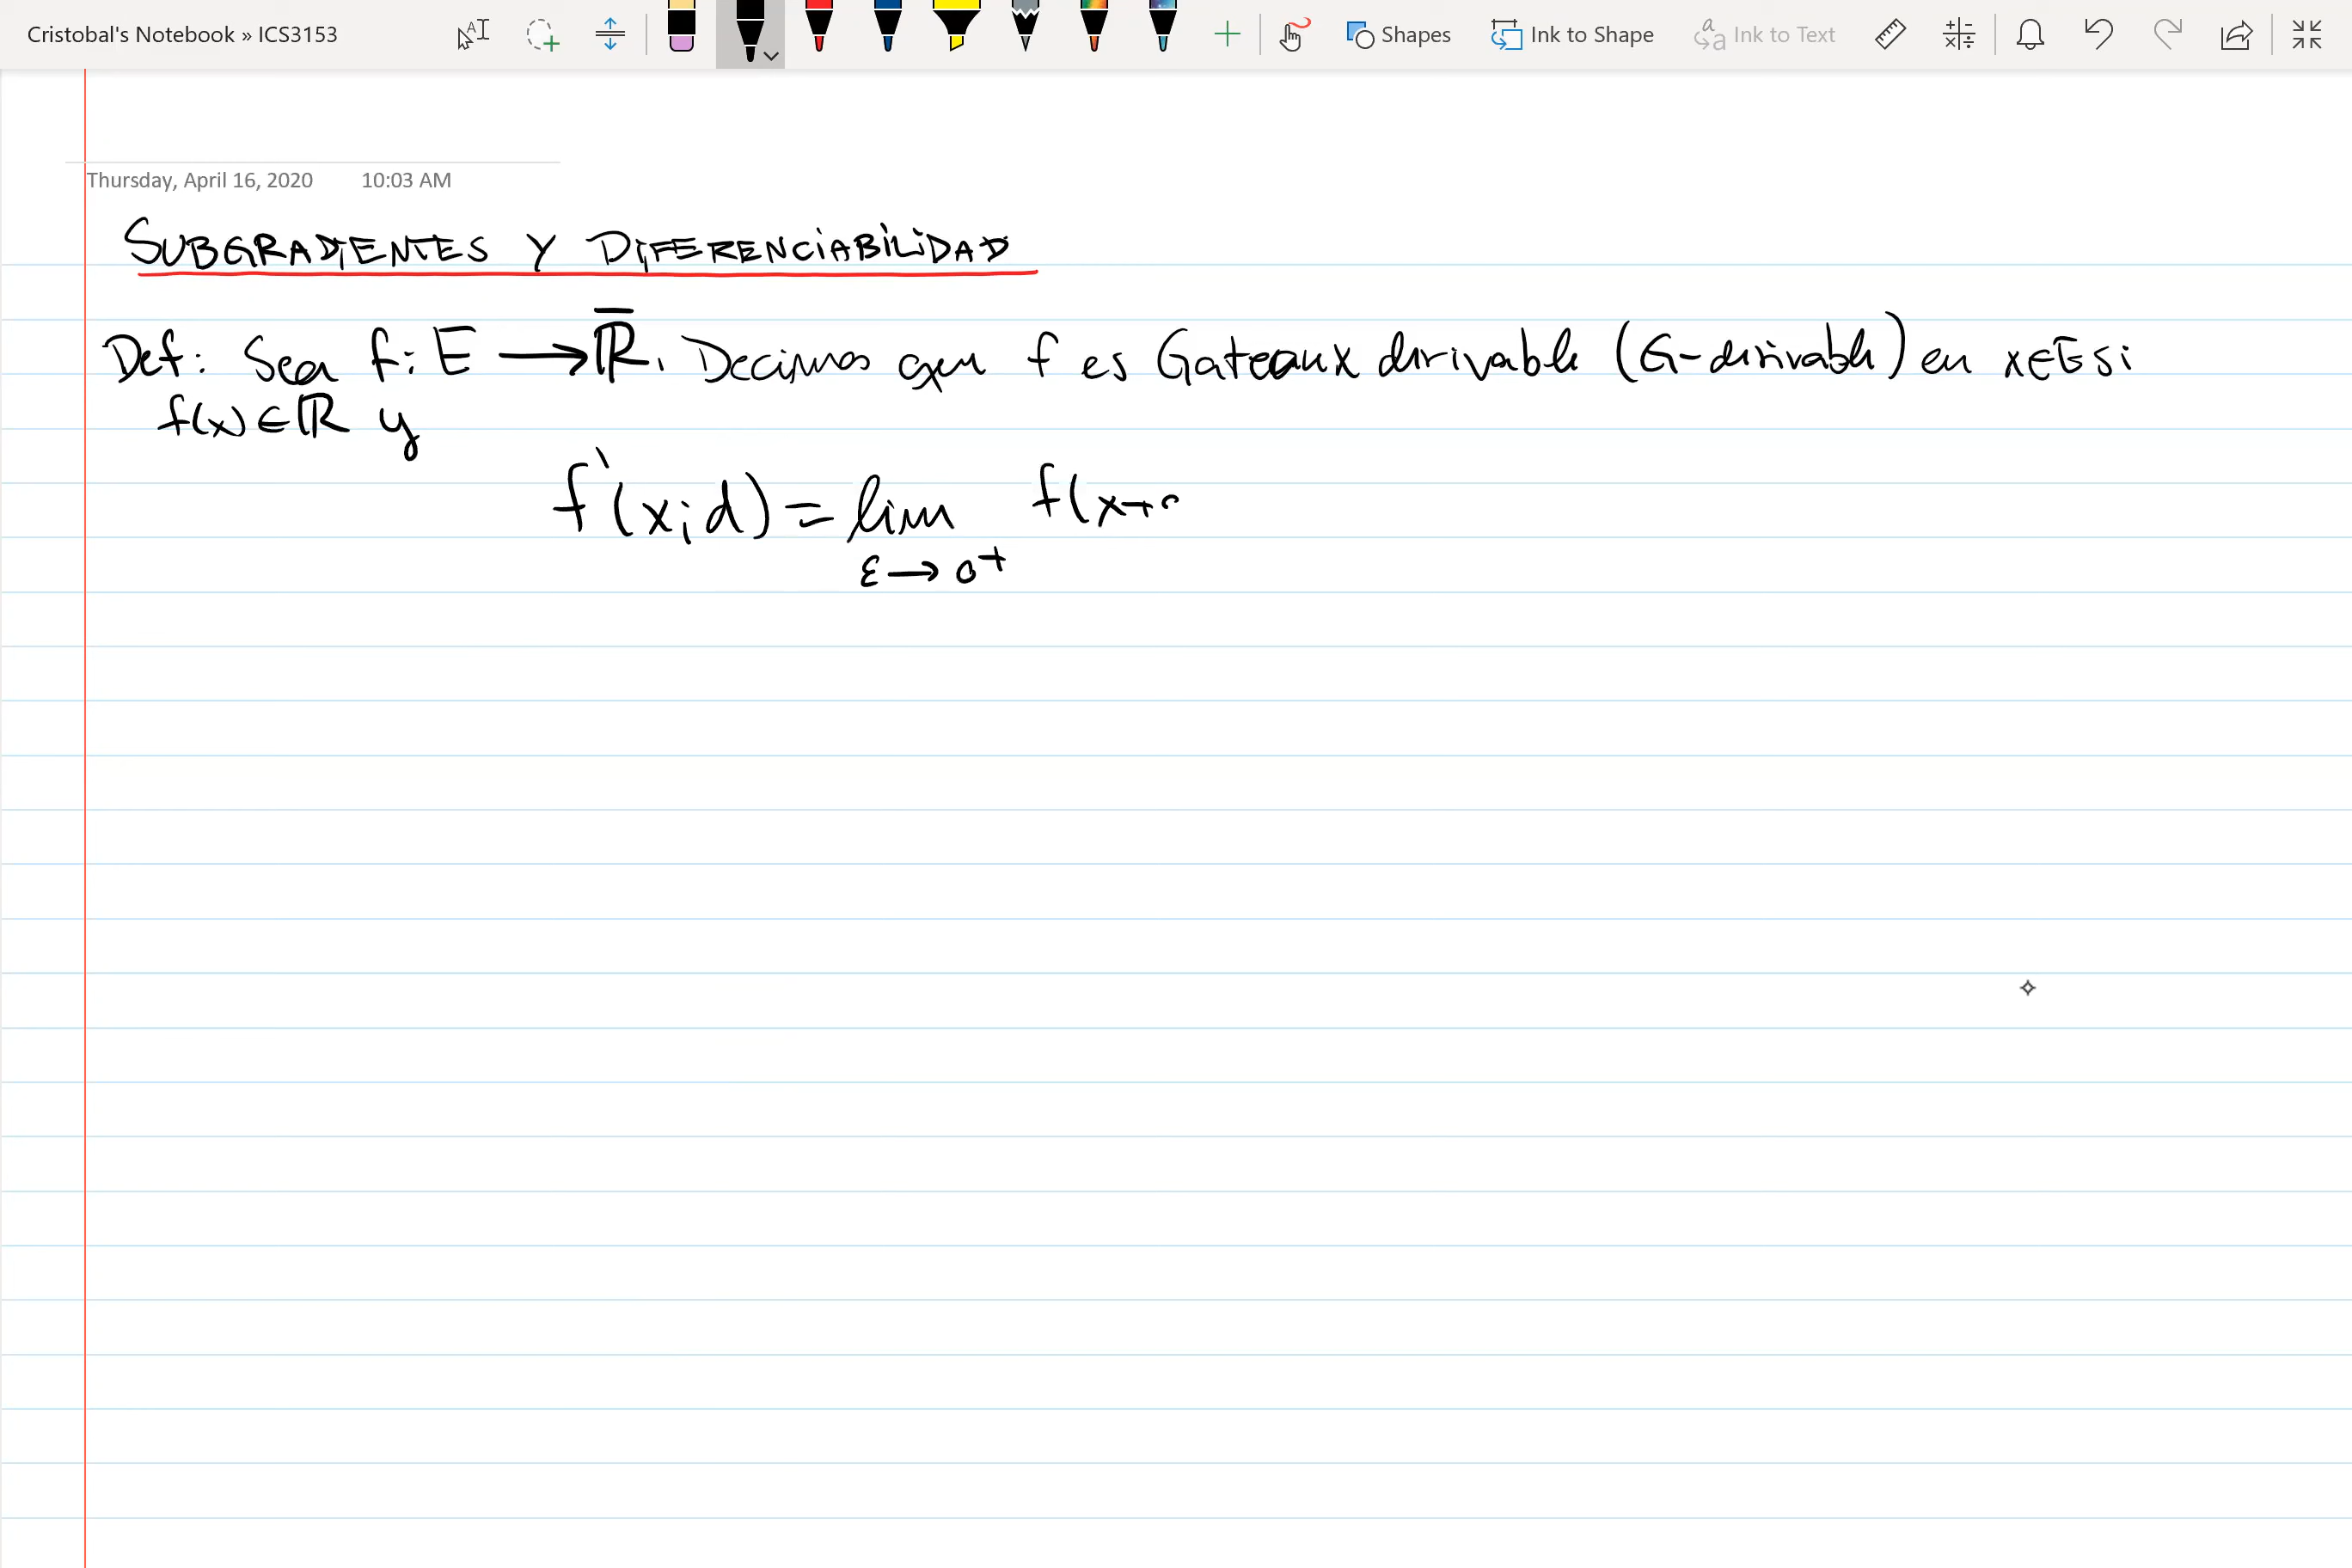 Cristobal's Notebook » ICS3153
Shapes Ink to Shape Ink to Text
Thursday, April 16, 2020 10:03 AM
SUBGRADIENTES Y DIFERENCIABILIDAD
Def: Sea f: E → ℝ̅. Decimos que f es Gateaux derivable (G-derivable) en x∈E si
f(x) ∈ ℝ y
f'(x;d) = lim f(x+
ε → 0⁺